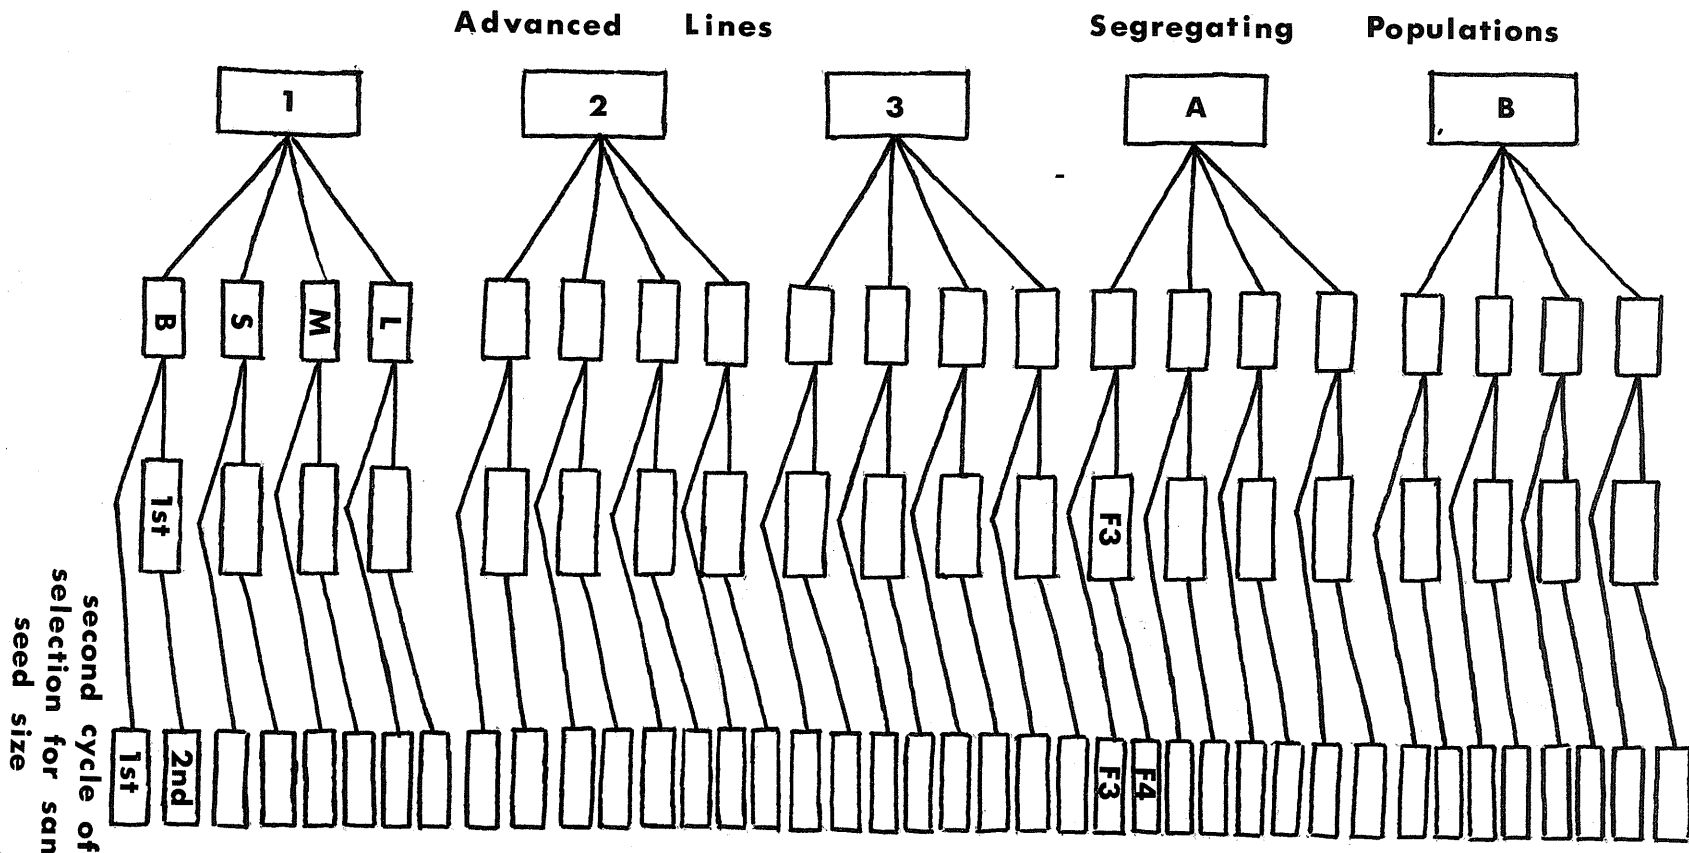 Advanced Lines
Segregating Populations
1
2
3
A
B
B
S
M
L
1st
F3
1st
2nd
F3
F4
second cycle of
selection for
seed size